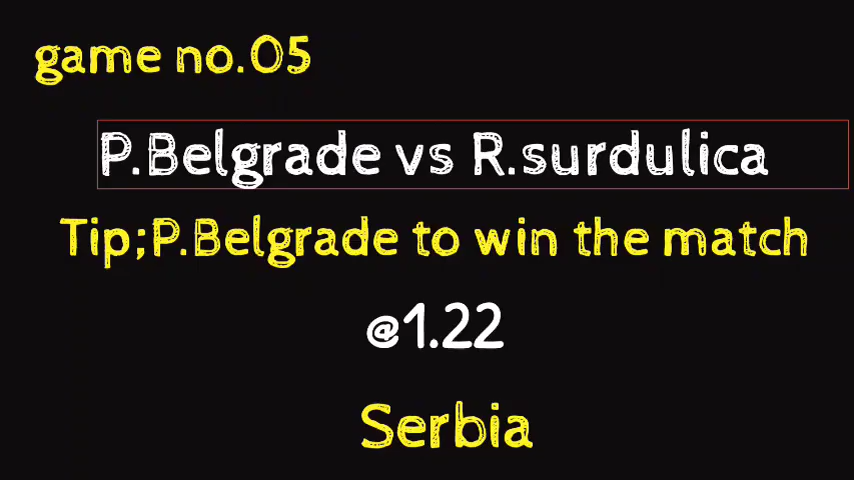 game no.05
P.Belgrade vs R.surdulica
Tip;P.Belgrade to win the match
@1.22
Serbia